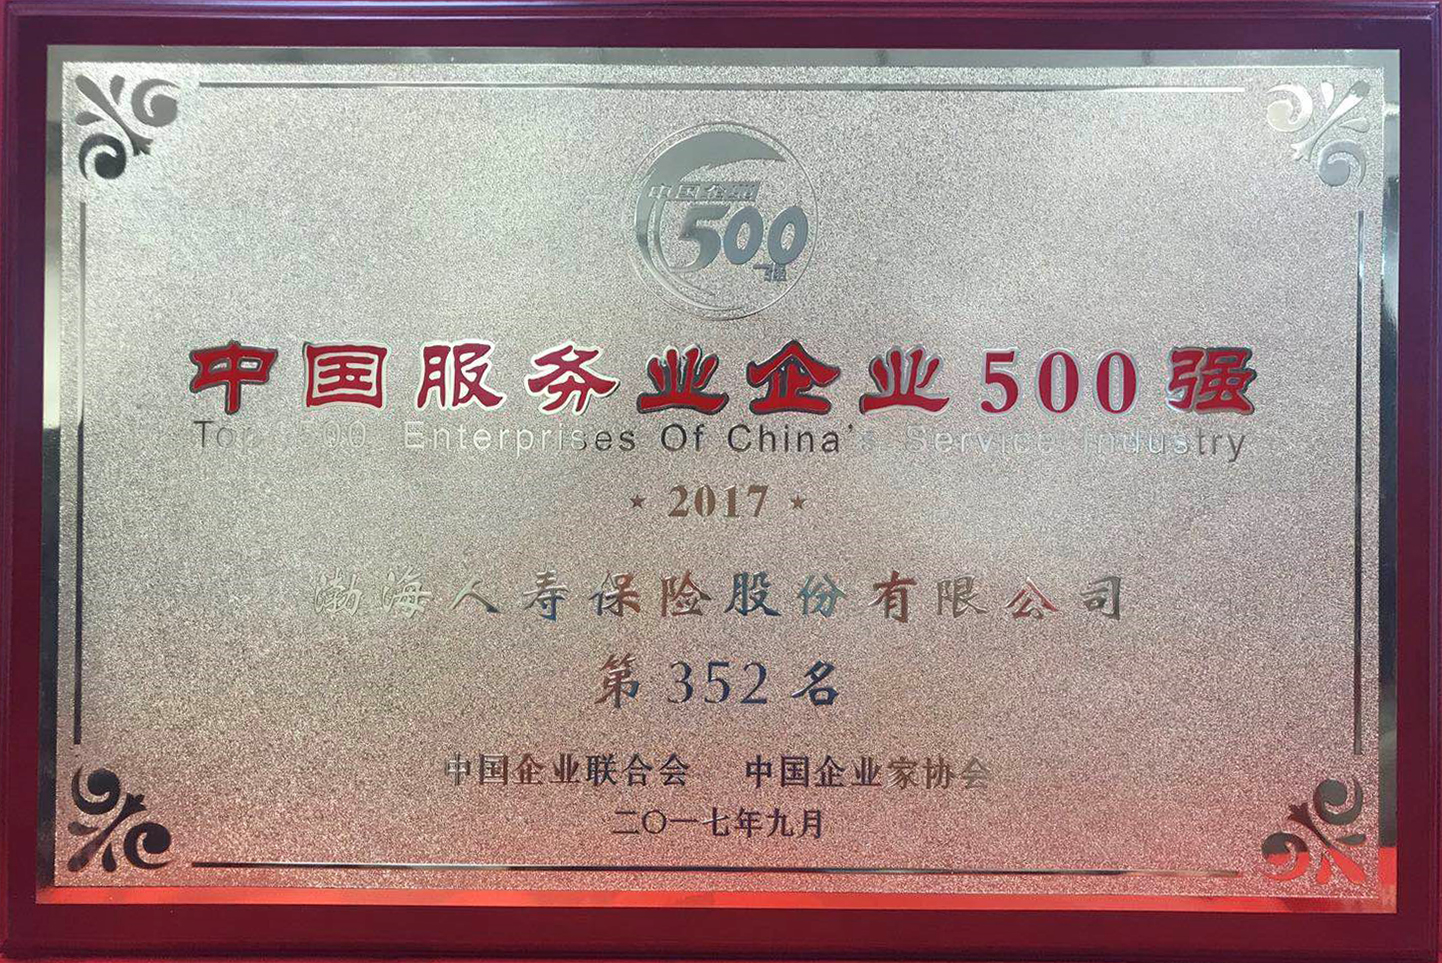 中国企业
500
强
中国服务业企业500强
Top 500 Enterprises Of China's Service Industry
★ 2017 ★
渤海人寿保险股份有限公司
第352名
中国企业联合会 中国企业家协会
二〇一七年九月